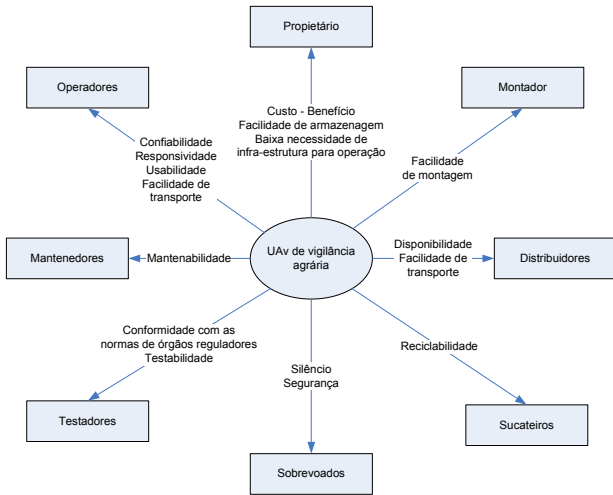 Propietário
Operadores
Montador
Custo - Benefício
Facilidade de armazenagem
Baixa necessidade de
infra-estrutura para operação
Confiabilidade
Responsividade
Usabilidade
Facilidade de
transporte
Facilidade
de montagem
Mantenedores
Mantenabilidade
UAv de vigilância
agrária
Disponibilidade
Facilidade de
transporte
Distribuidores
Conformidade com as
normas de órgãos reguladores
Testabilidade
Silêncio
Segurança
Reciclabilidade
Testadores
Sobrevoados
Sucateiros